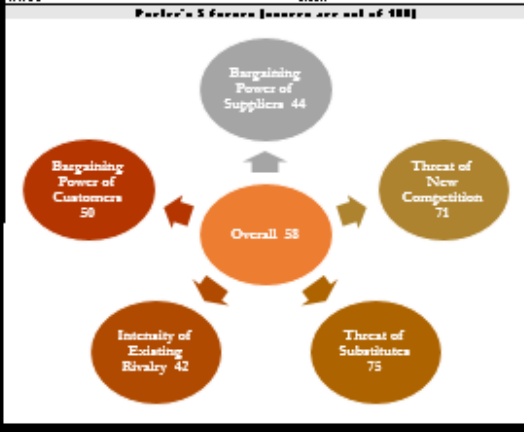 Porter's 5 forces (scores are out of 100)
Bargaining
Power of
Suppliers 44
Bargaining
Power of
Customers
50
Threat of
New
Competition
71
Overall 58
Intensity of
Existing
Rivalry 42
Threat of
Substitutes
75